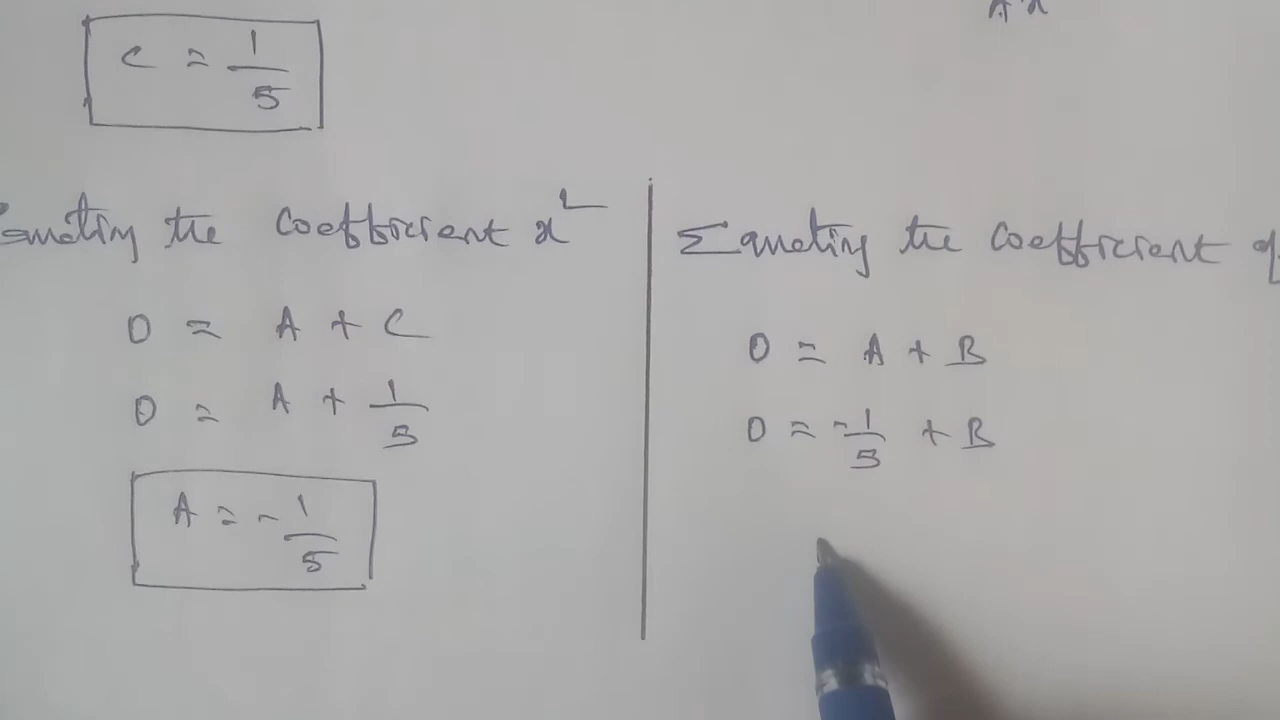 C = 1/5
Equating the coefficient x²
0 = A + C
0 = A + 1/5
A = -1/5
Equating the coefficient of
0 = A + B
0 = -1/5 + B